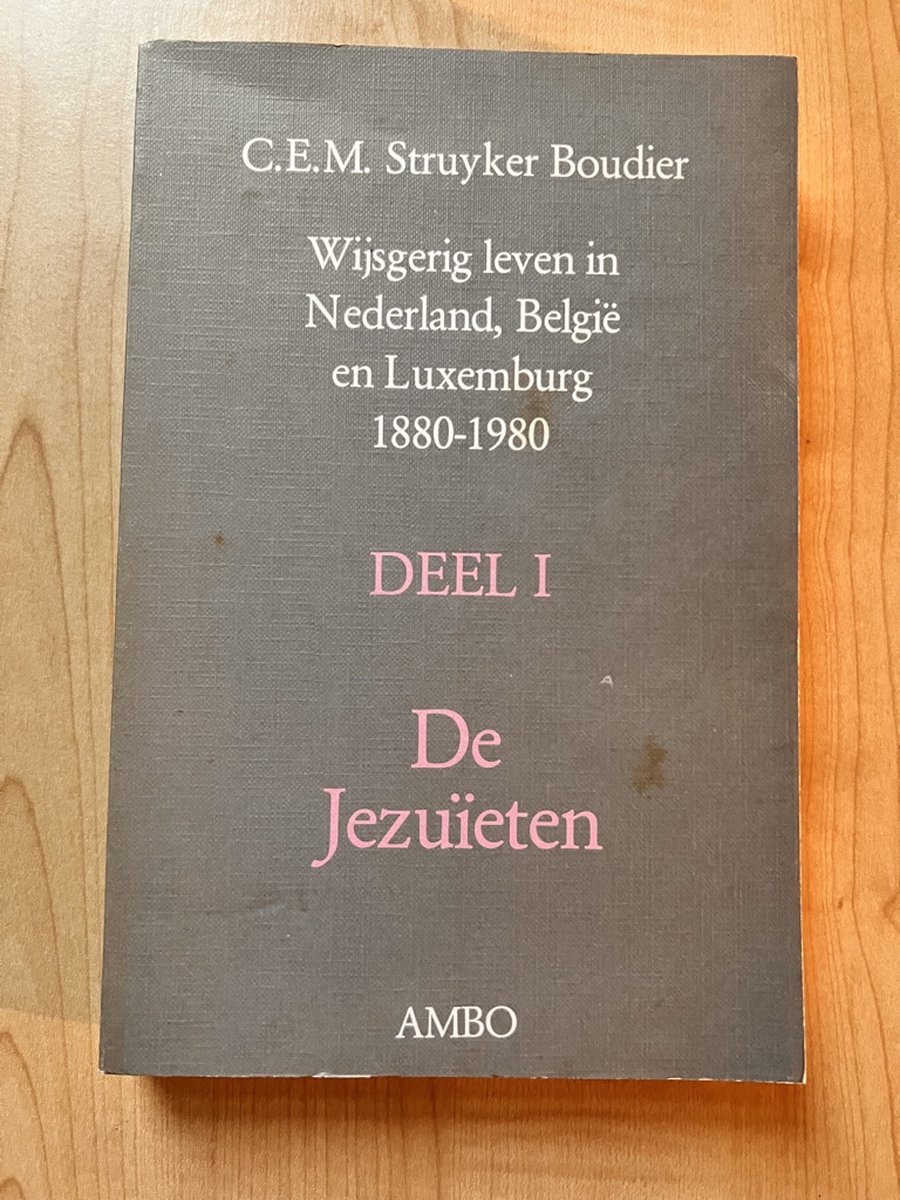 C.E.M. Struyker Boudier
Wijsgerig leven in
Nederland, België
en Luxemburg
1880-1980
DEEL I
De
Jezuïeten
AMBO